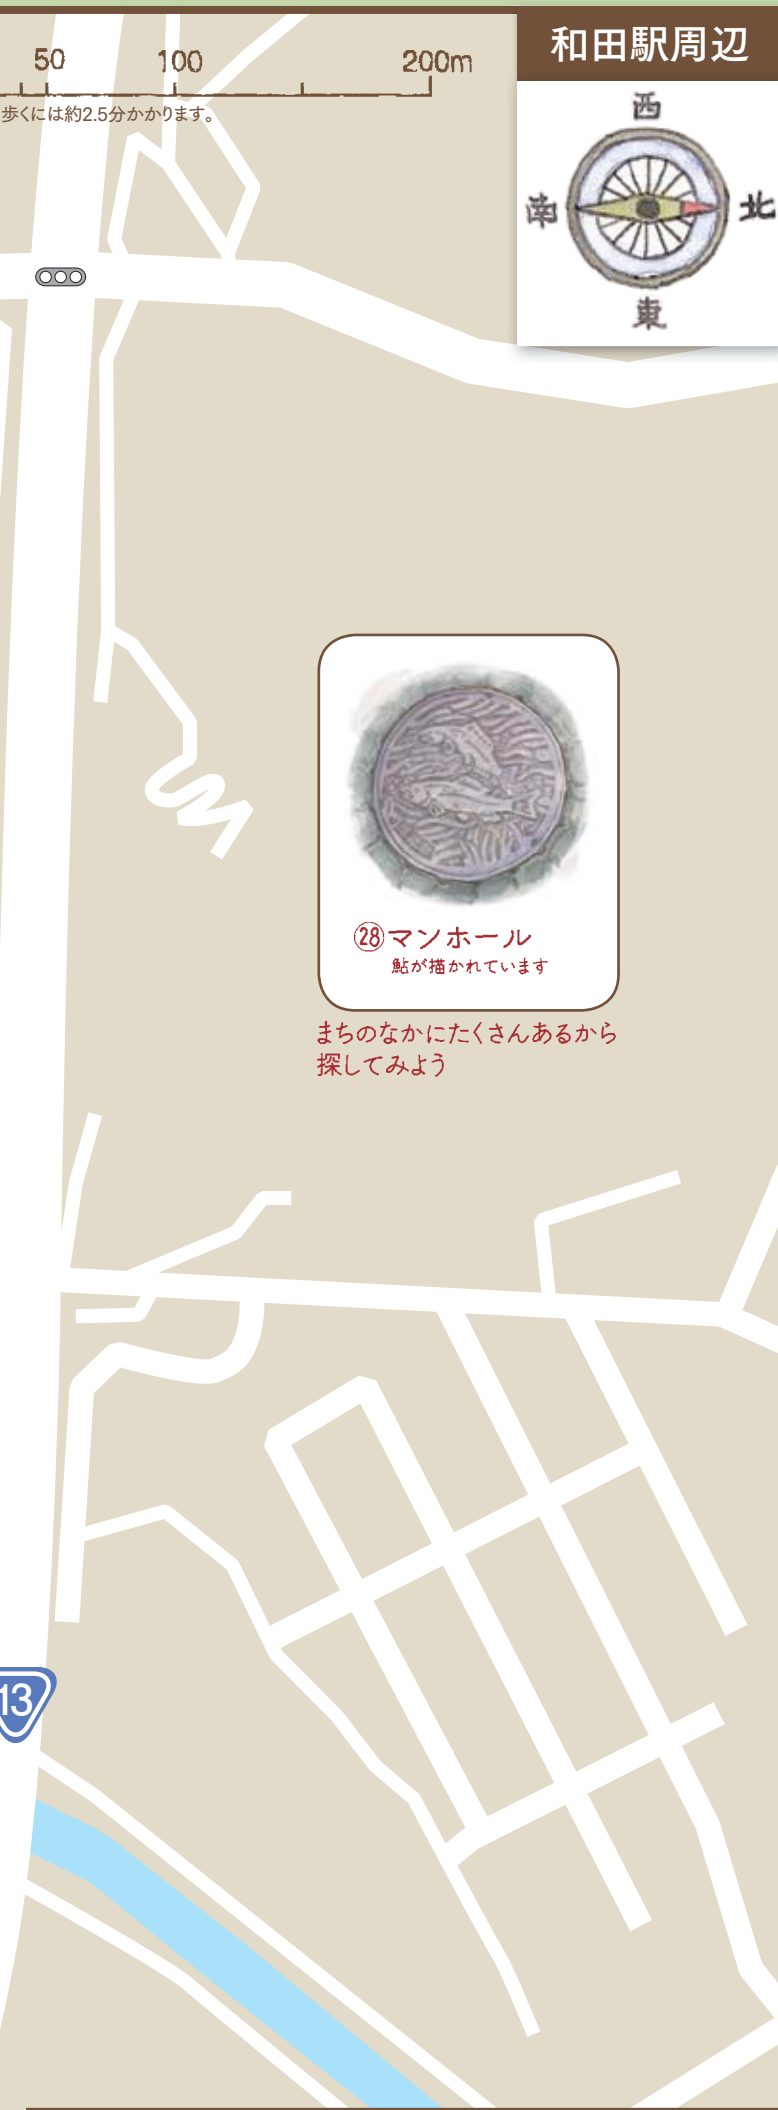 50 100 200m
歩くには約2.5分かかります。
和田駅周辺
西
南 北
東
㉘マンホール
鮎が描かれています
まちのなかにたくさんあるから
探してみよう
13